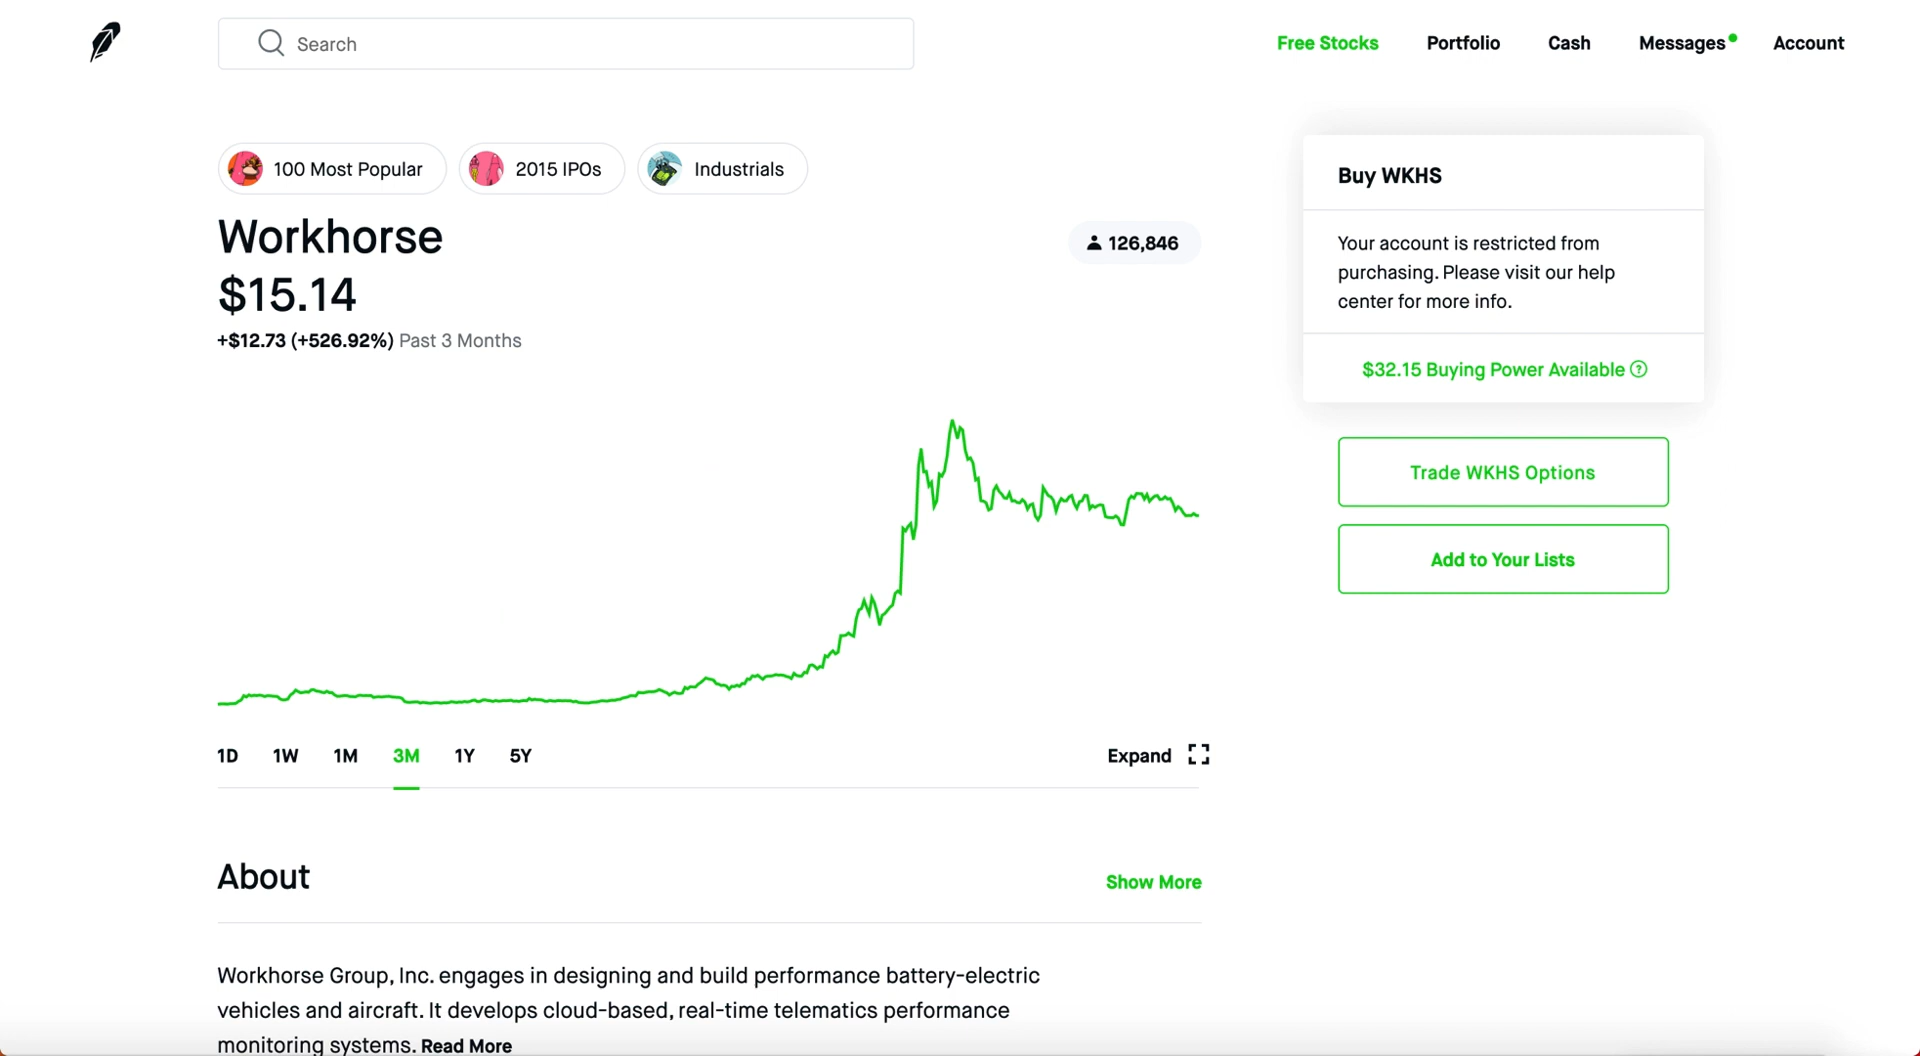 Search
Free Stocks
Portfolio
Cash
Messages
Account
100 Most Popular
2015 IPOs
Industrials
Workhorse
126,846
$15.14
+$12.73 (+526.92%) Past 3 Months
1D
1W
1M
3M
1Y
5Y
Expand
About
Show More
Workhorse Group, Inc. engages in designing and build performance battery-electric
vehicles and aircraft. It develops cloud-based, real-time telematics performance
monitoring systems. Read More
Buy WKHS
Your account is restricted from
purchasing. Please visit our help
center for more info.
$32.15 Buying Power Available ?
Trade WKHS Options
Add to Your Lists